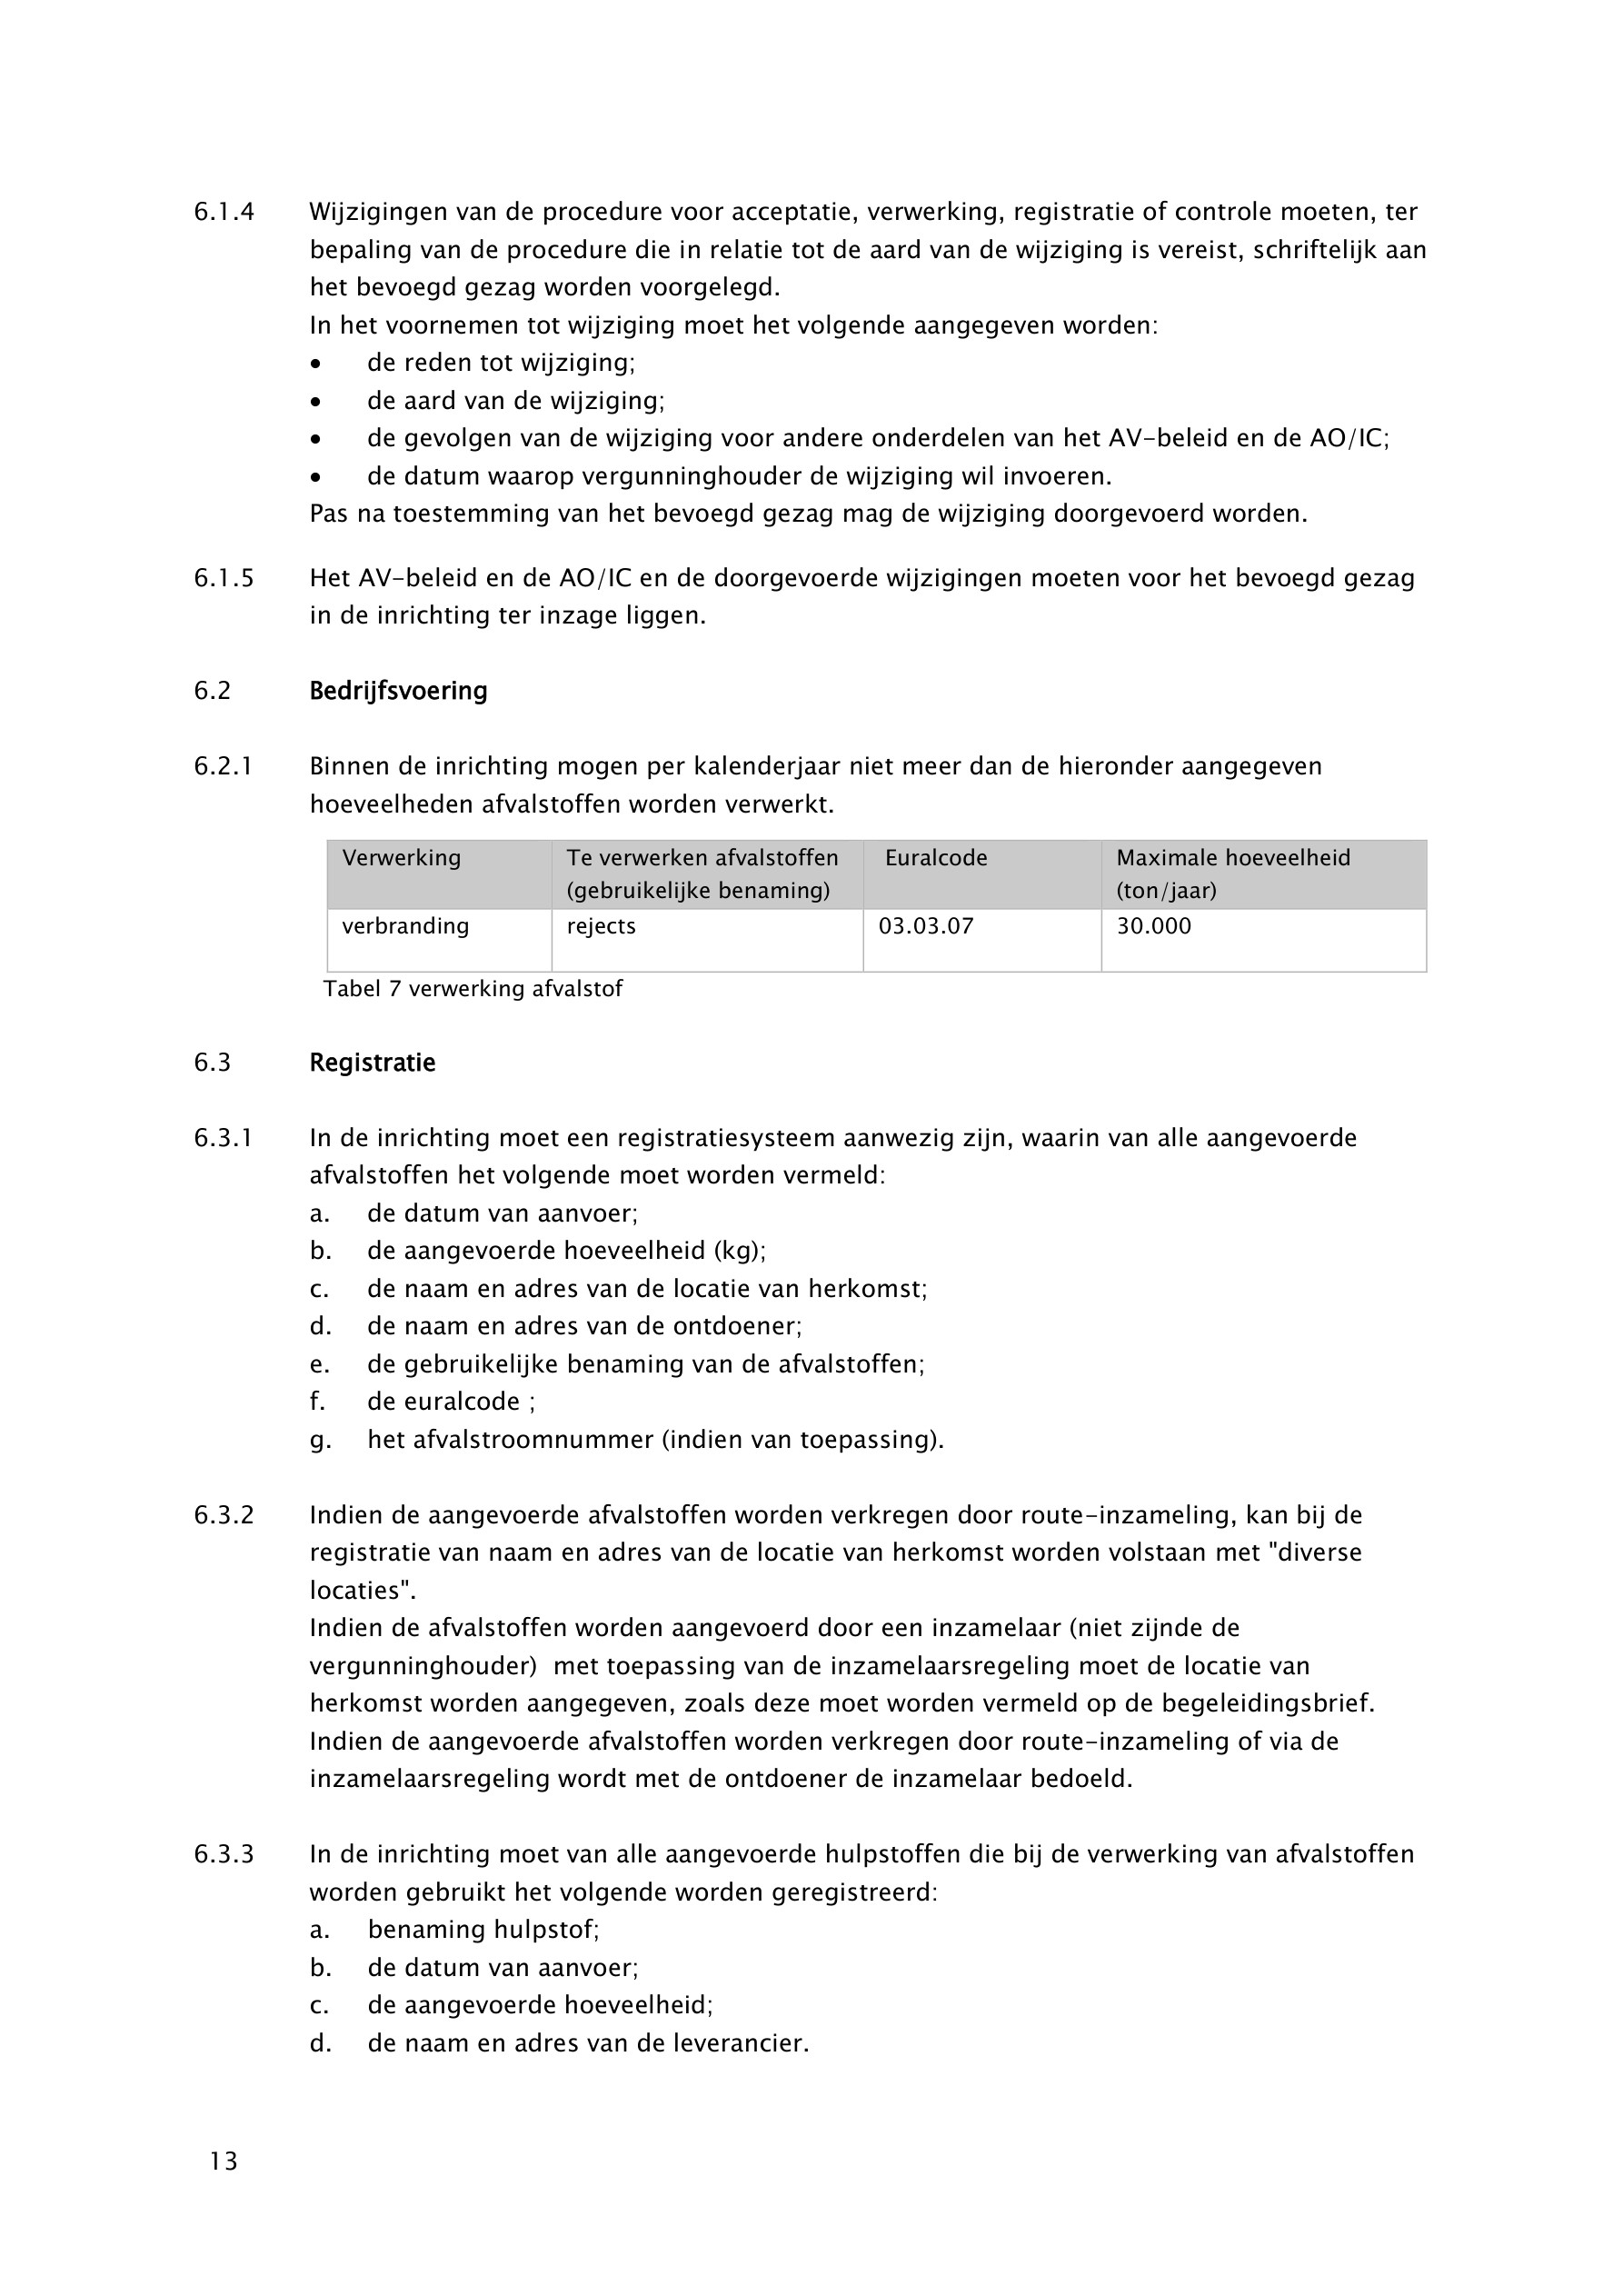 6.1.4 Wijzigingen van de procedure voor acceptatie, verwerking, registratie of controle moeten, ter
bepaling van de procedure die in relatie tot de aard van de wijziging is vereist, schriftelijk aan
het bevoegd gezag worden voorgelegd.
In het voornemen tot wijziging moet het volgende aangegeven worden:
• de reden tot wijziging;
• de aard van de wijziging;
• de gevolgen van de wijziging voor andere onderdelen van het AV-beleid en de AO/IC;
• de datum waarop vergunninghouder de wijziging wil invoeren.
Pas na toestemming van het bevoegd gezag mag de wijziging doorgevoerd worden.
6.1.5 Het AV-beleid en de AO/IC en de doorgevoerde wijzigingen moeten voor het bevoegd gezag
in de inrichting ter inzage liggen.
6.2 Bedrijfsvoering
6.2.1 Binnen de inrichting mogen per kalenderjaar niet meer dan de hieronder aangegeven
hoeveelheden afvalstoffen worden verwerkt.
Verwerking Te verwerken afvalstoffen Euralcode Maximale hoeveelheid
(gebruikelijke benaming) (ton/jaar)
verbranding rejects 03.03.07 30.000
Tabel 7 verwerking afvalstof
6.3 Registratie
6.3.1 In de inrichting moet een registratiesysteem aanwezig zijn, waarin van alle aangevoerde
afvalstoffen het volgende moet worden vermeld:
a. de datum van aanvoer;
b. de aangevoerde hoeveelheid (kg);
c. de naam en adres van de locatie van herkomst;
d. de naam en adres van de ontdoener;
e. de gebruikelijke benaming van de afvalstoffen;
f. de euralcode ;
g. het afvalstroomnummer (indien van toepassing).
6.3.2 Indien de aangevoerde afvalstoffen worden verkregen door route-inzameling, kan bij de
registratie van naam en adres van de locatie van herkomst worden volstaan met "diverse
locaties".
Indien de afvalstoffen worden aangevoerd door een inzamelaar (niet zijnde de
vergunninghouder)  met toepassing van de inzamelaarsregeling moet de locatie van
herkomst worden aangegeven, zoals deze moet worden vermeld op de begeleidingsbrief.
Indien de aangevoerde afvalstoffen worden verkregen door route-inzameling of via de
inzamelaarsregeling wordt met de ontdoener de inzamelaar bedoeld.
6.3.3 In de inrichting moet van alle aangevoerde hulpstoffen die bij de verwerking van afvalstoffen
worden gebruikt het volgende worden geregistreerd:
a. benaming hulpstof;
b. de datum van aanvoer;
c. de aangevoerde hoeveelheid;
d. de naam en adres van de leverancier.
13